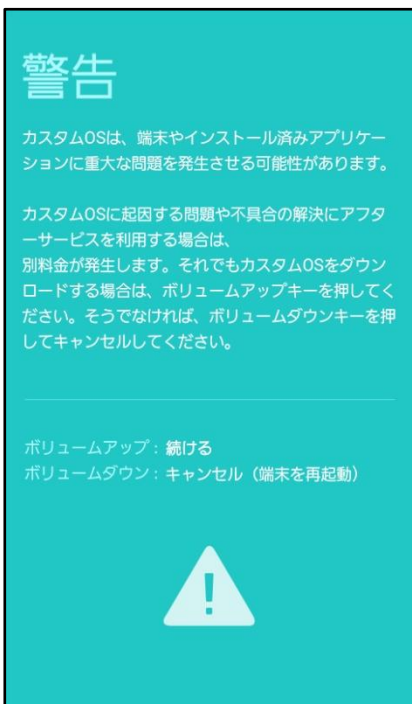 警告
カスタムOSは、端末やインストール済みアプリケー
ションに重大な問題を発生させる可能性があります。
カスタムOSに起因する問題や不具合の解決にアフタ
ーサービスを利用する場合は、
別料金が発生します。それでもカスタムOSをダウン
ロードする場合は、ボリュームアップキーを押してく
ださい。そうでなければ、ボリュームダウンキーを押
してキャンセルしてください。
ボリュームアップ : 続ける
ボリュームダウン : キャンセル（端末を再起動）